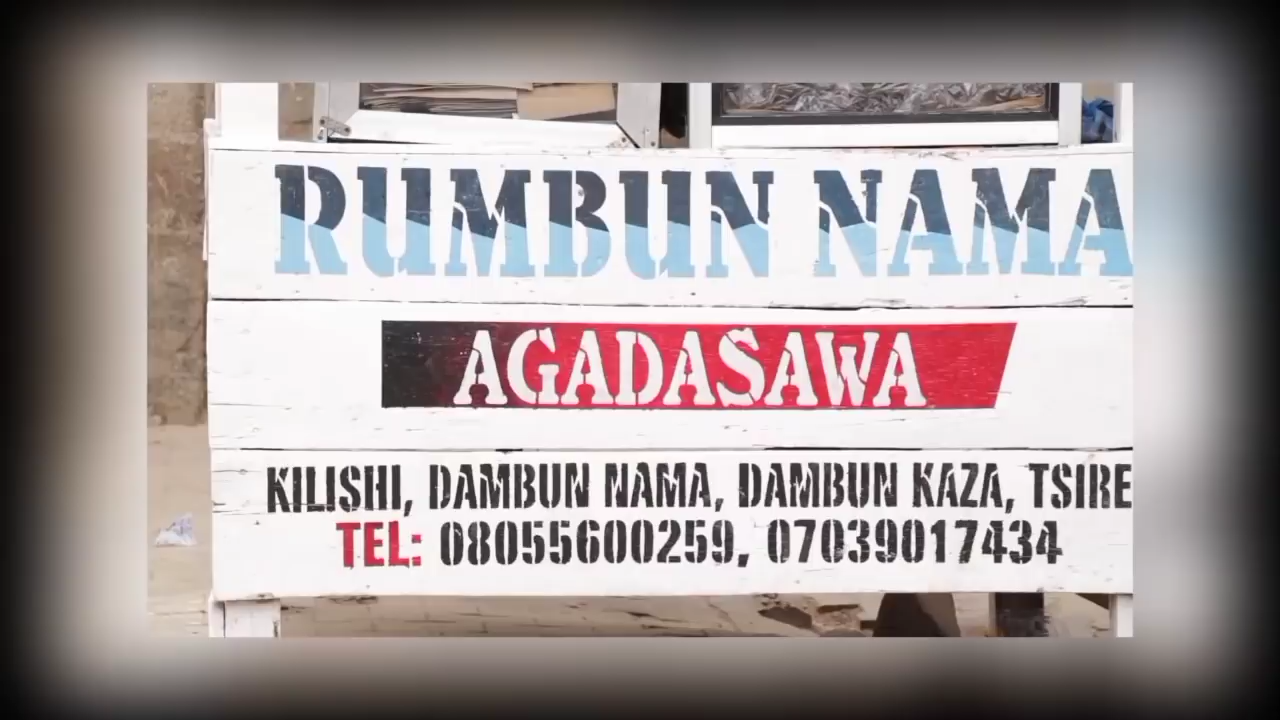 RUMBUN NAMA
AGADASAWA
KILISHI, DAMBUN NAMA, DAMBUN KAZA, TSIRE
TEL: 08055600259, 07039017434